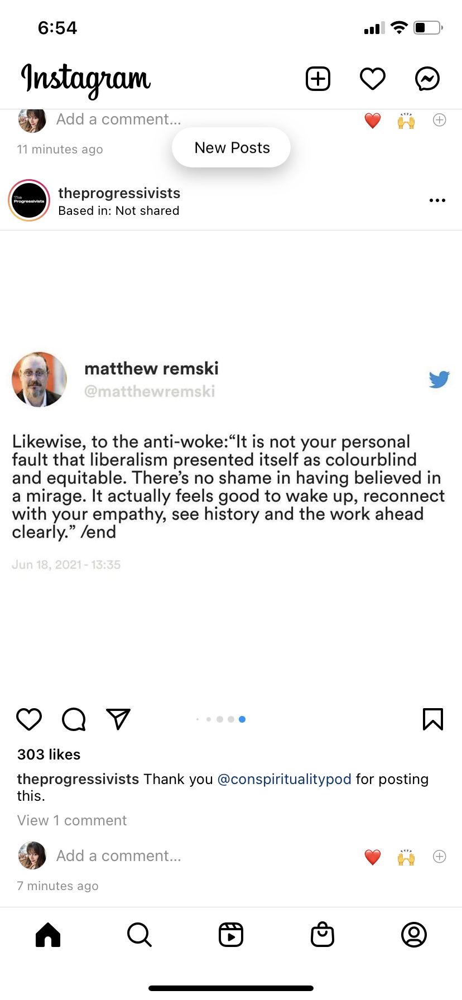 6:54
Instagram
Add a comment...
11 minutes ago
New Posts
The
Progressivists
theprogressivists
Based in: Not shared
matthew remski
@matthewremski
Likewise, to the anti-woke:“It is not your personal
fault that liberalism presented itself as colourblind
and equitable. There’s no shame in having believed in
a mirage. It actually feels good to wake up, reconnect
with your empathy, see history and the work ahead
clearly.” /end
Jun 18, 2021 - 13:35
303 likes
theprogressivists Thank you @conspiritualitypod for posting
this.
View 1 comment
Add a comment...
7 minutes ago